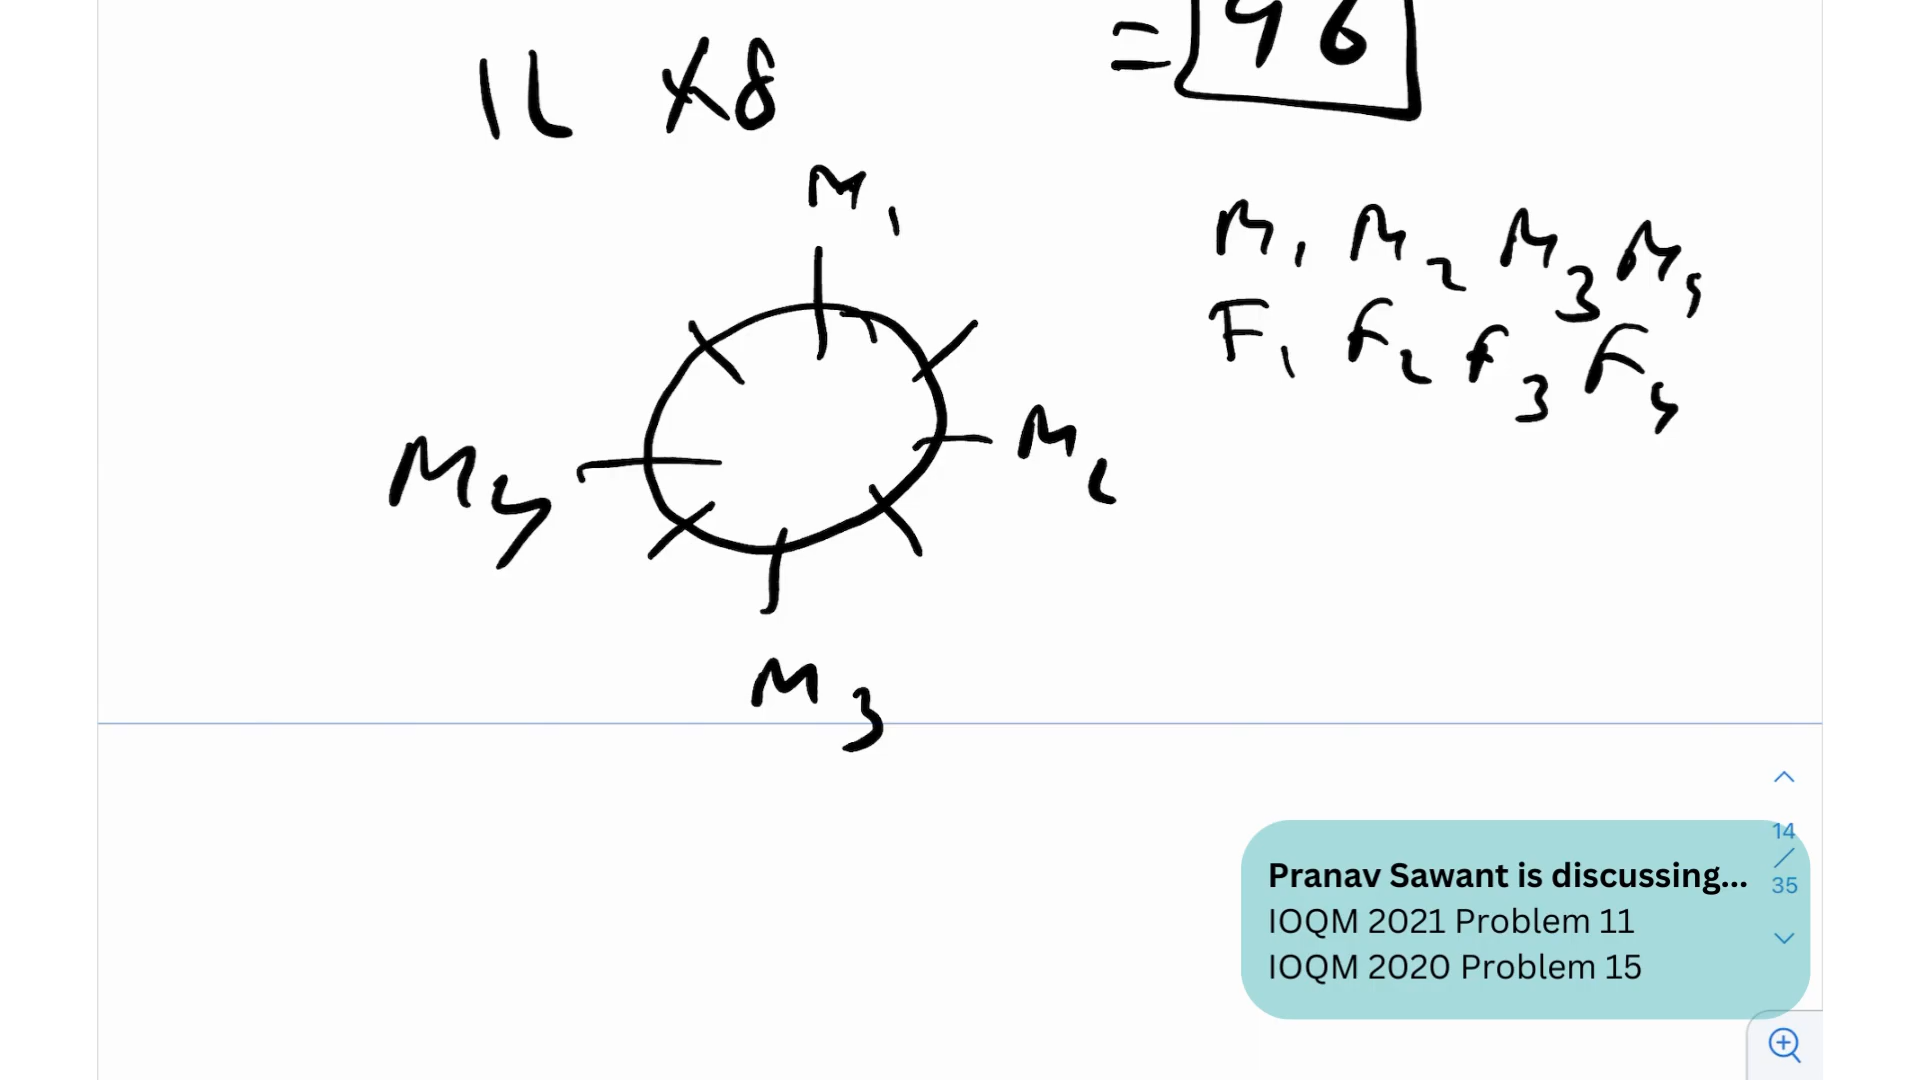 = 96
12 x8
M1
M1 M2 M3 M4
F1 F2 F3 F4
M2
M4
M3
14
/
35
Pranav Sawant is discussing...
IOQM 2021 Problem 11
IOQM 2020 Problem 15